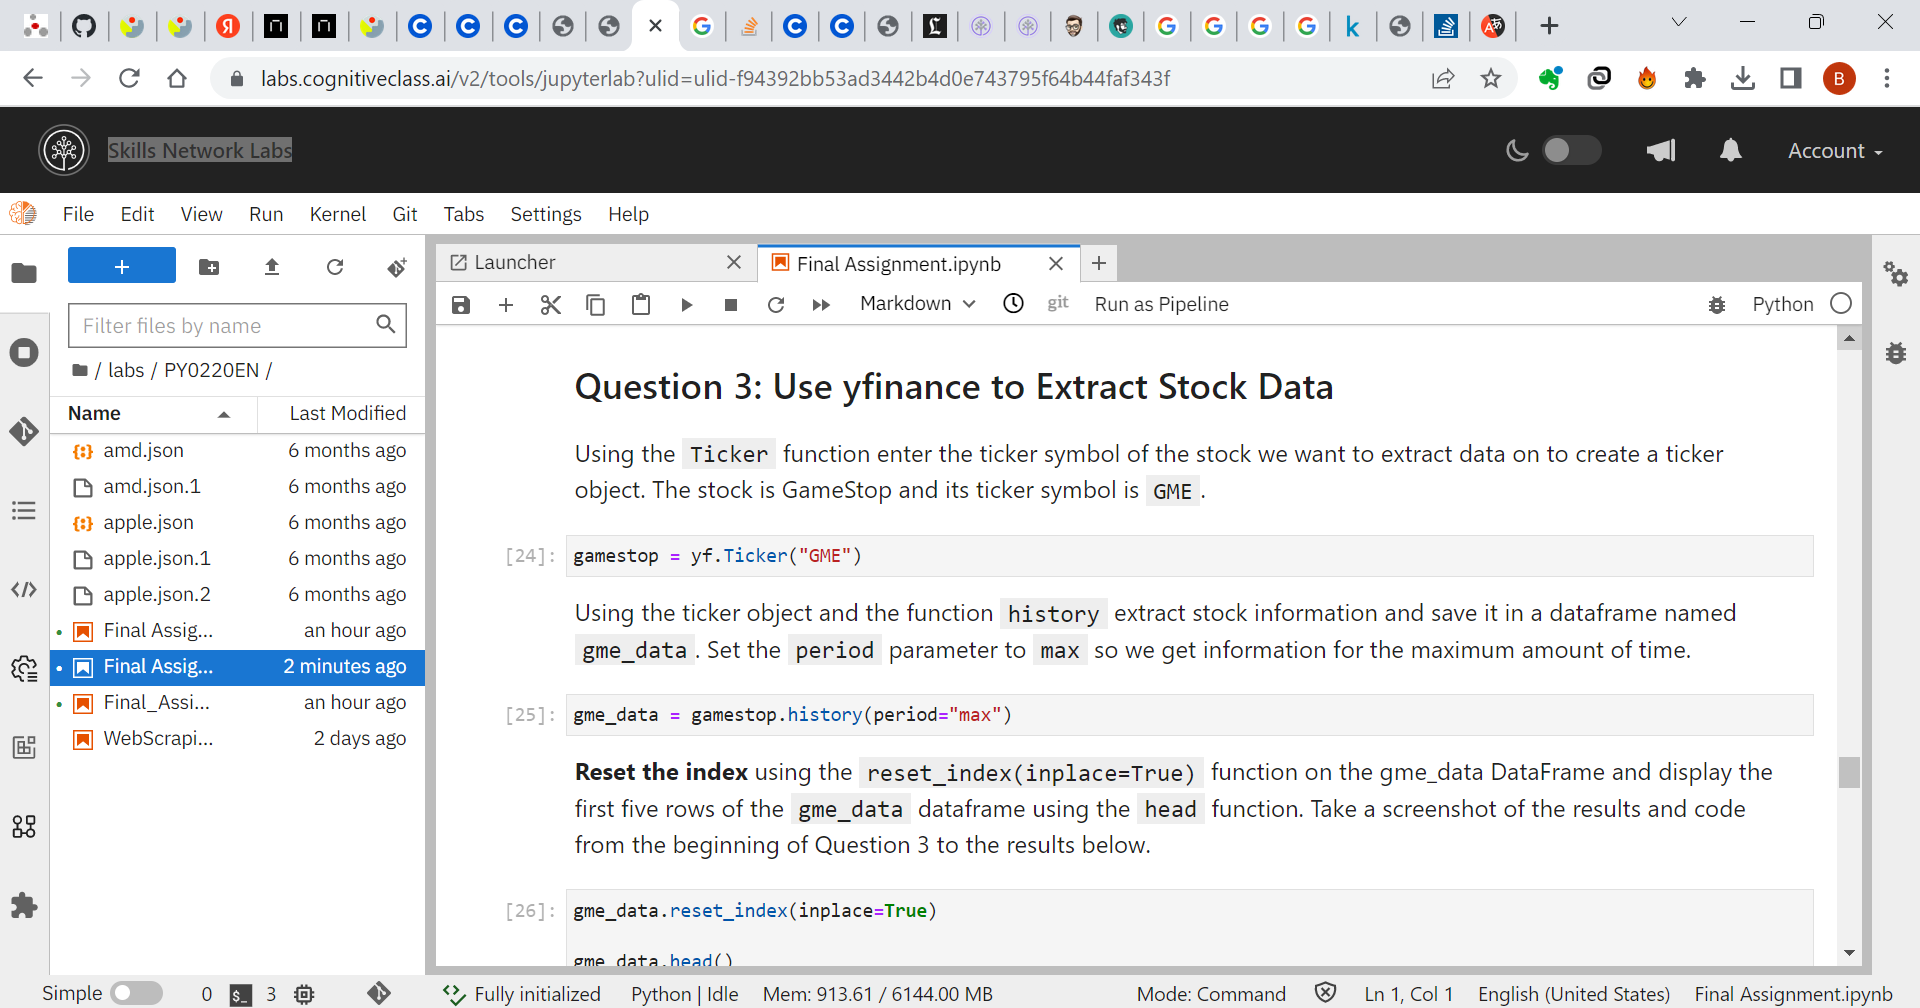 labs.cognitiveclass.ai/v2/tools/jupyterlab?ulid=ulid-f94392bb53ad3442b4d0e743795f64b44faf343f
B
Skills Network Labs
Account
File Edit View Run Kernel Git Tabs Settings Help
Launcher
Final Assignment.ipynb
Filter files by name
Markdown
git
Run as Pipeline
Python
/ labs / PY0220EN /
Name Last Modified
amd.json 6 months ago
amd.json.1 6 months ago
apple.json 6 months ago
apple.json.1 6 months ago
apple.json.2 6 months ago
Final Assig... an hour ago
Final Assig... 2 minutes ago
Final_Assi... an hour ago
WebScrapi... 2 days ago
Question 3: Use yfinance to Extract Stock Data
Using the Ticker function enter the ticker symbol of the stock we want to extract data on to create a ticker
object. The stock is GameStop and its ticker symbol is GME .
[24]: gamestop = yf.Ticker("GME")
Using the ticker object and the function history extract stock information and save it in a dataframe named
gme_data . Set the period parameter to max so we get information for the maximum amount of time.
[25]: gme_data = gamestop.history(period="max")
Reset the index using the reset_index(inplace=True) function on the gme_data DataFrame and display the
first five rows of the gme_data dataframe using the head function. Take a screenshot of the results and code
from the beginning of Question 3 to the results below.
[26]: gme_data.reset_index(inplace=True)
gme_data.head()
Simple 0 $_ 3 Fully initialized Python | Idle Mem: 913.61 / 6144.00 MB Mode: Command Ln 1, Col 1 English (United States) Final Assignment.ipynb